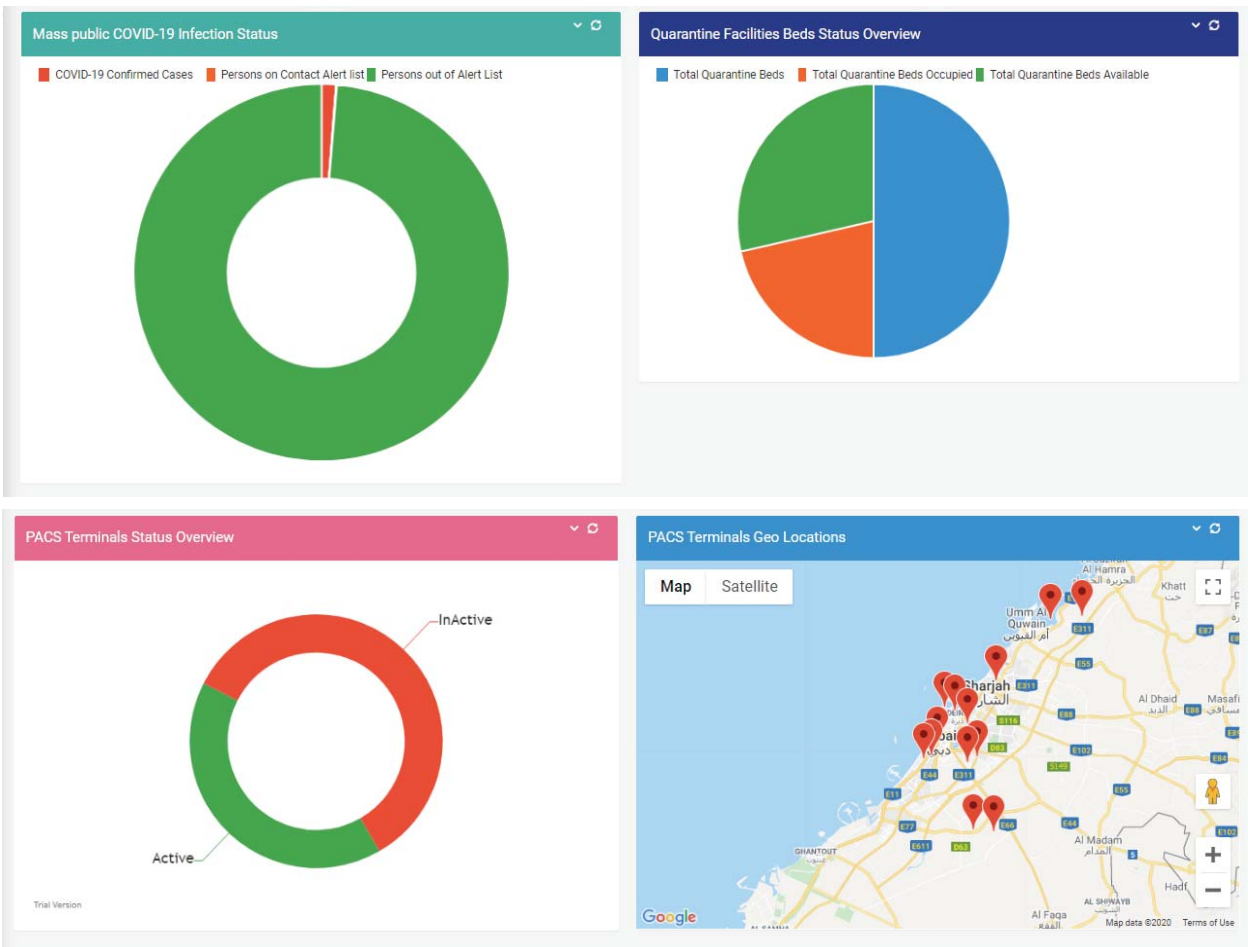 Mass public COVID-19 Infection Status
COVID-19 Confirmed Cases Persons on Contact Alert list Persons out of Alert List
Quarantine Facilities Beds Status Overview
Total Quarantine Beds Total Quarantine Beds Occupied Total Quarantine Beds Available
PACS Terminals Status Overview
InActive
Active
Trial Version
PACS Terminals Geo Locations
Map Satellite
Al Hamra
Khatt
خت
Umm Al
Quwain
أم القيوين
E311
E87
E55
Sharjah E311
Al Dhaid
الذيد
E88
E88
S116
D83
E102
S149
E84
E44 E311
E11
E55
E77
E66
E44
E102
E611 D63
Al Madam
المدام
5
GHANTOUT
غنتوت
Hadf
AL SHIWAYB
Al Faqa
الفقع
Google
Map data ©2020 Terms of Use